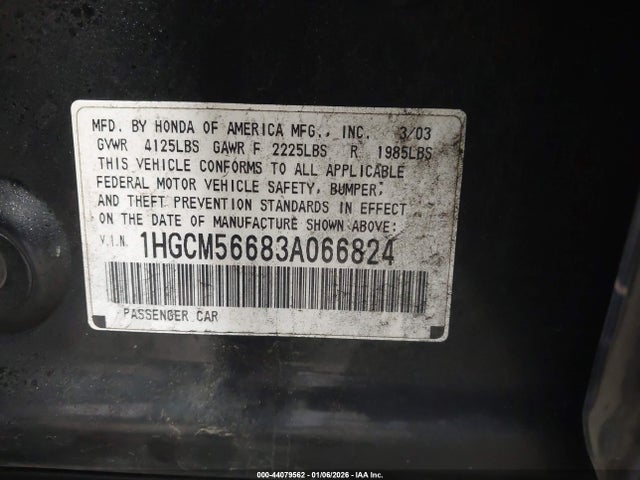 MFD. BY HONDA OF AMERICA MFG., INC. 3/03
GVWR 4125LBS GAWR F 2225LBS R 1985LBS
THIS VEHICLE CONFORMS TO ALL APPLICABLE
FEDERAL MOTOR VEHICLE SAFETY, BUMPER,
AND THEFT PREVENTION STANDARDS IN EFFECT
ON THE DATE OF MANUFACTURE SHOWN ABOVE:
V.I.N. 1HGCM56683A066824
PASSENGER CAR
000-44079562 - 01/06/2026 - IAA Inc.